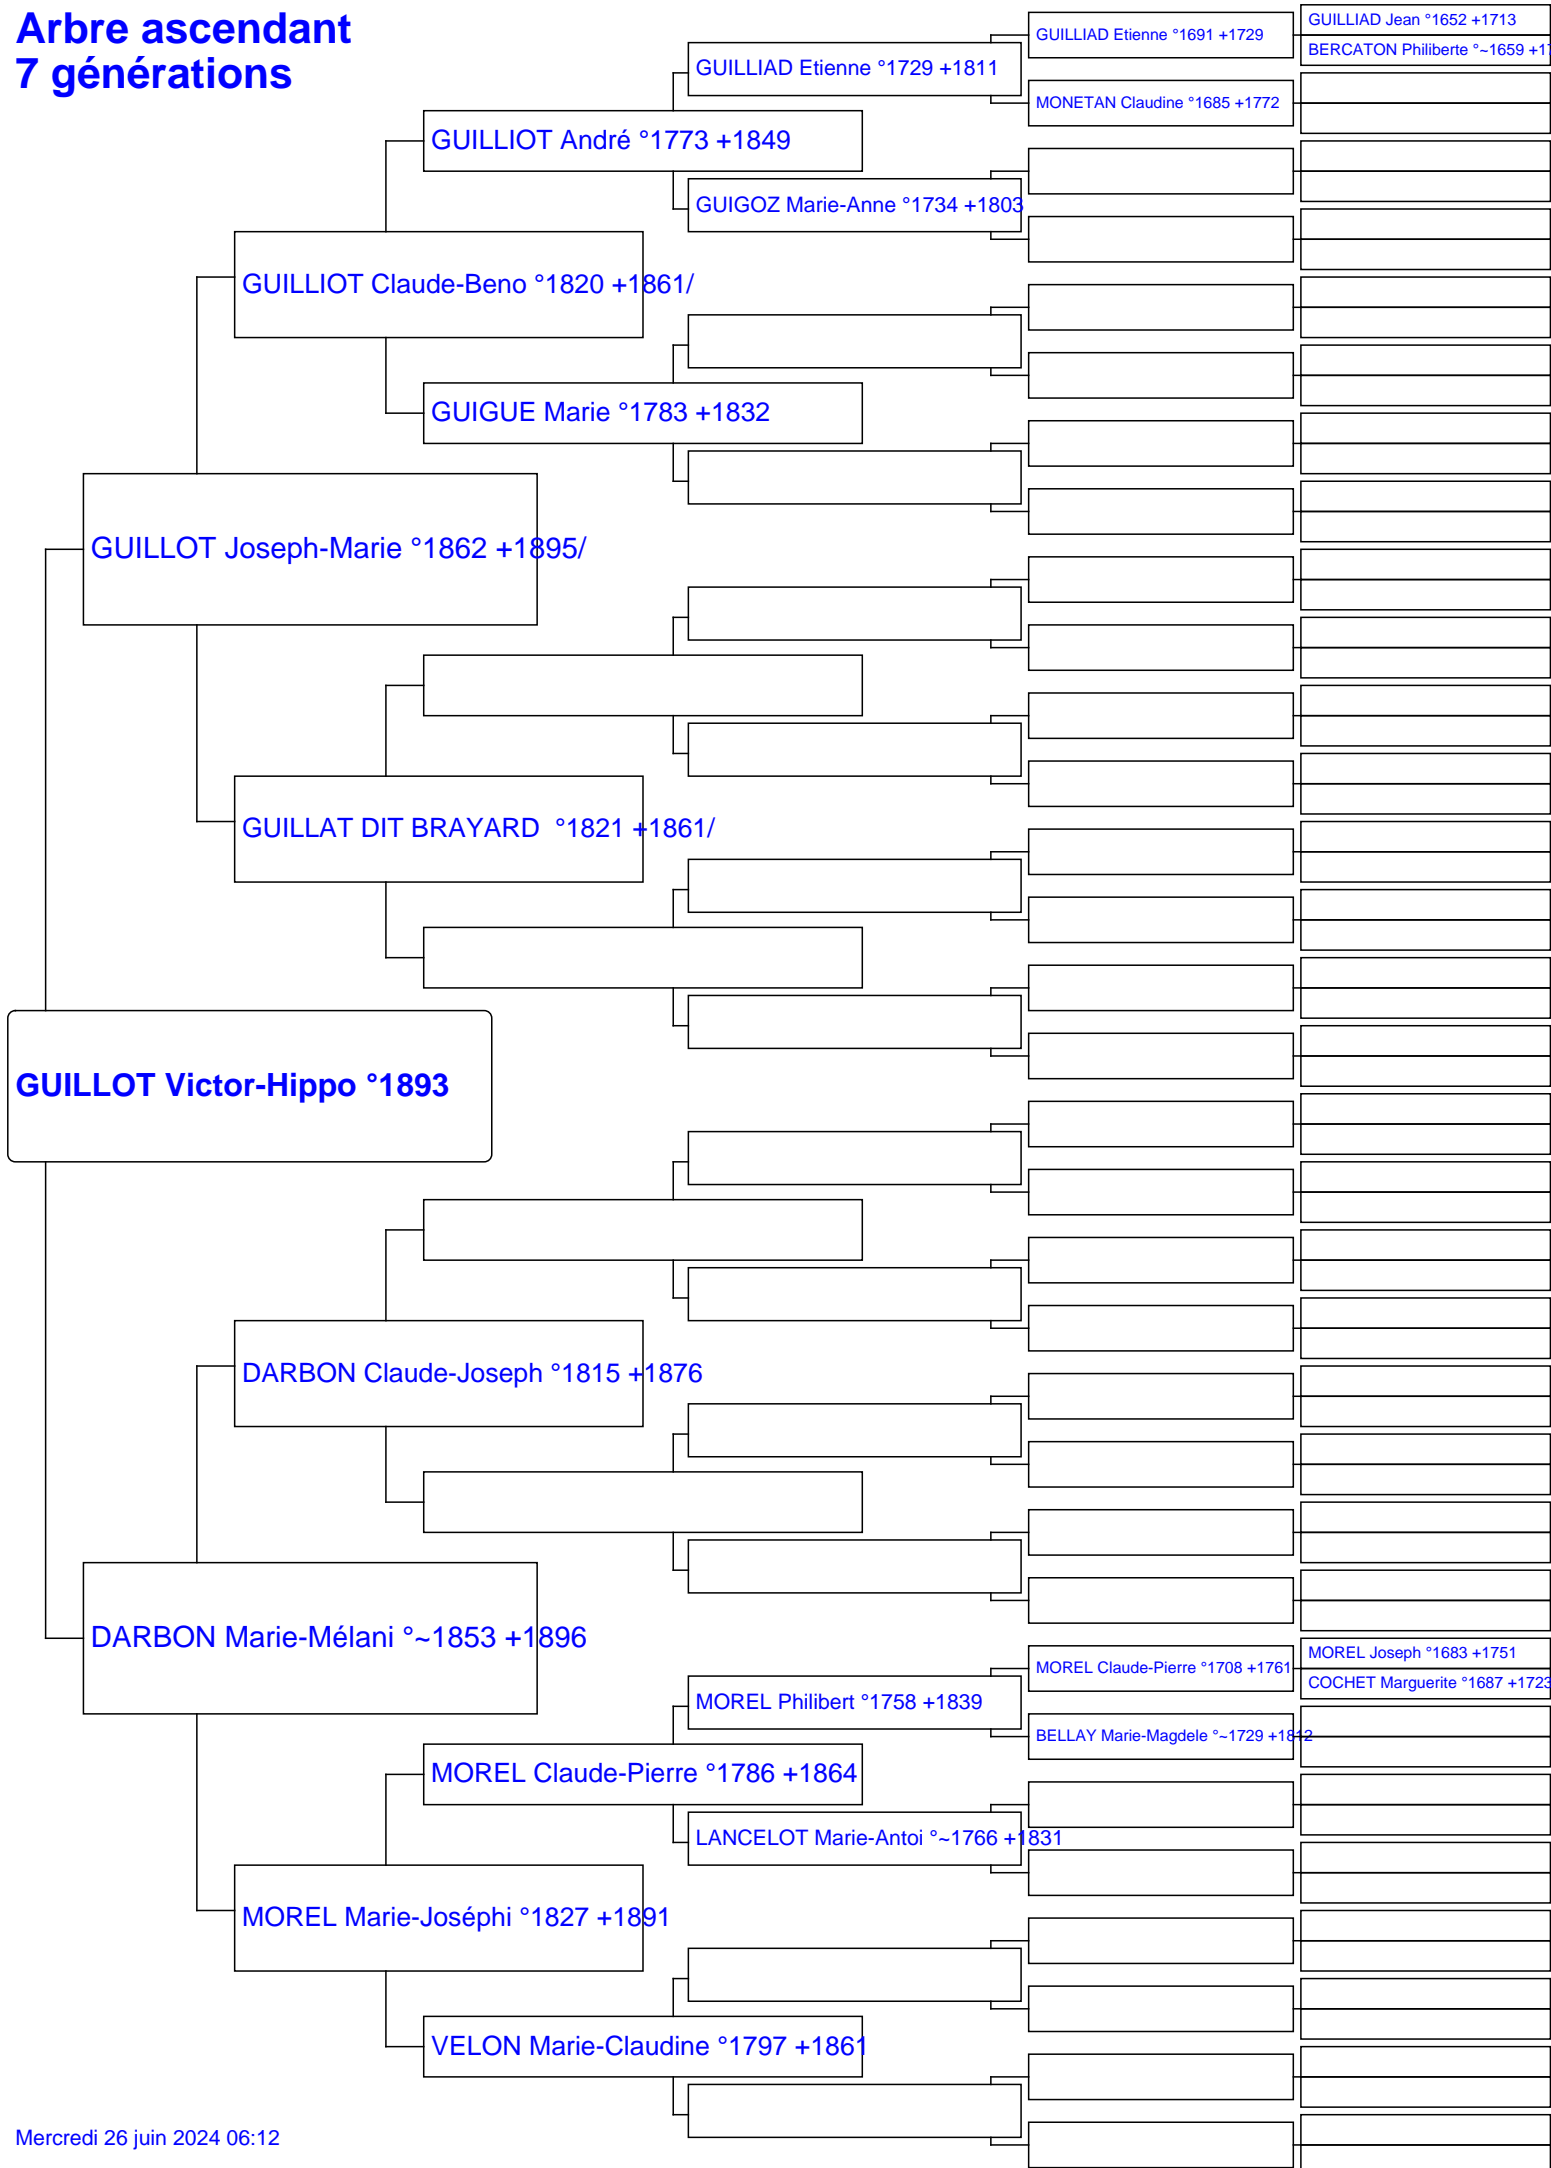 Arbre ascendant
7 générations
GUILLIAD Jean °1652 +1713
GUILLIAD Etienne °1691 +1729
BERCATON Philiberte °~1659 +17
GUILLIAD Etienne °1729 +1811
MONETAN Claudine °1685 +1772
GUILLIOT André °1773 +1849
GUIGOZ Marie-Anne °1734 +1803
GUILLIOT Claude-Beno °1820 +1861/
GUIGUE Marie °1783 +1832
GUILLOT Joseph-Marie °1862 +1895/
GUILLAT DIT BRAYARD °1821 +1861/
GUILLOT Victor-Hippo °1893
DARBON Claude-Joseph °1815 +1876
DARBON Marie-Mélani °~1853 +1896
MOREL Joseph °1683 +1751
MOREL Claude-Pierre °1708 +1761
COCHET Marguerite °1687 +1723
MOREL Philibert °1758 +1839
BELLAY Marie-Magdele °~1729 +1812
MOREL Claude-Pierre °1786 +1864
LANCELOT Marie-Antoi °~1766 +1831
MOREL Marie-Joséphi °1827 +1891
VELON Marie-Claudine °1797 +1861
Mercredi 26 juin 2024 06:12